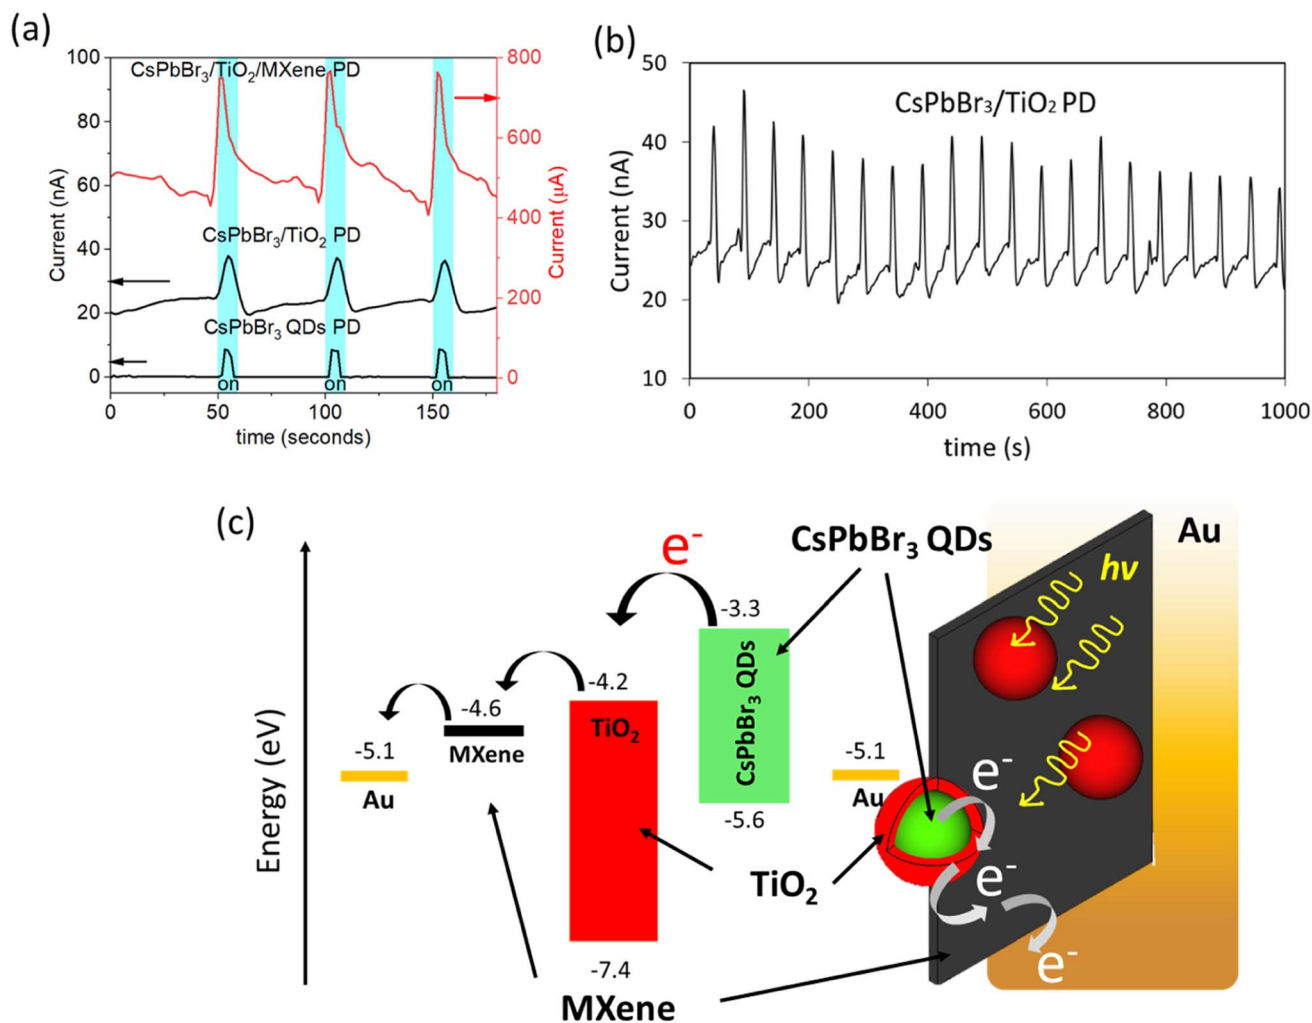 (a)
100
80
60
40
20
0
Current (nA)
CsPbBr₃/TiO₂/MXene PD
CsPbBr₃/TiO₂ PD
CsPbBr₃ QDs PD
on
on
on
800
600
400
200
0
Current (μA)
0
50
100
150
time (seconds)
(b)
50
40
30
20
10
Current (nA)
CsPbBr₃/TiO₂ PD
0
200
400
600
800
1000
time (s)
(c)
Energy (eV)
e⁻
CsPbBr₃ QDs
Au
hν
-3.3
-4.2
-4.6
-5.1
-5.1
TiO₂
CsPbBr₃ QDs
MXene
Au
Au
-5.6
e⁻
TiO₂
e⁻
-7.4
e⁻
MXene